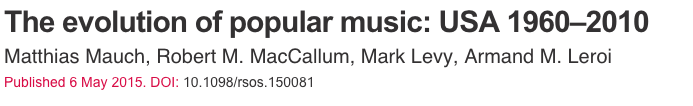 The evolution of popular music: USA 1960–2010
Matthias Mauch, Robert M. MacCallum, Mark Levy, Armand M. Leroi
Published 6 May 2015. DOI: 10.1098/rsos.150081